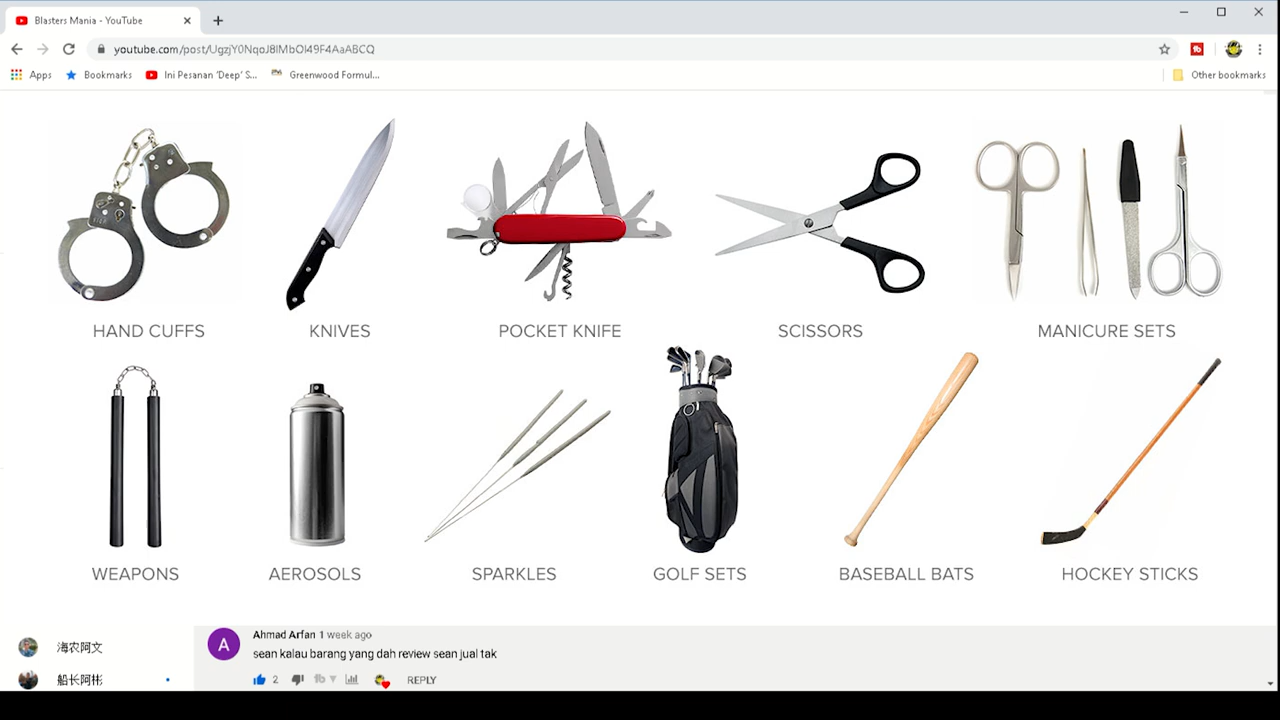 Blasters Mania - YouTube
youtube.com/post/UgzjY0NqoJ8lMbOl49F4AaABCQ
Apps Bookmarks Ini Pesanan 'Deep' S... Greenwood Formul... Other bookmarks
HAND CUFFS KNIVES POCKET KNIFE SCISSORS MANICURE SETS
WEAPONS AEROSOLS SPARKLES GOLF SETS BASEBALL BATS HOCKEY STICKS
海农阿文
船长阿彬
A
Ahmad Arfan 1 week ago
sean kalau barang yang dah review sean jual tak
2 REPLY